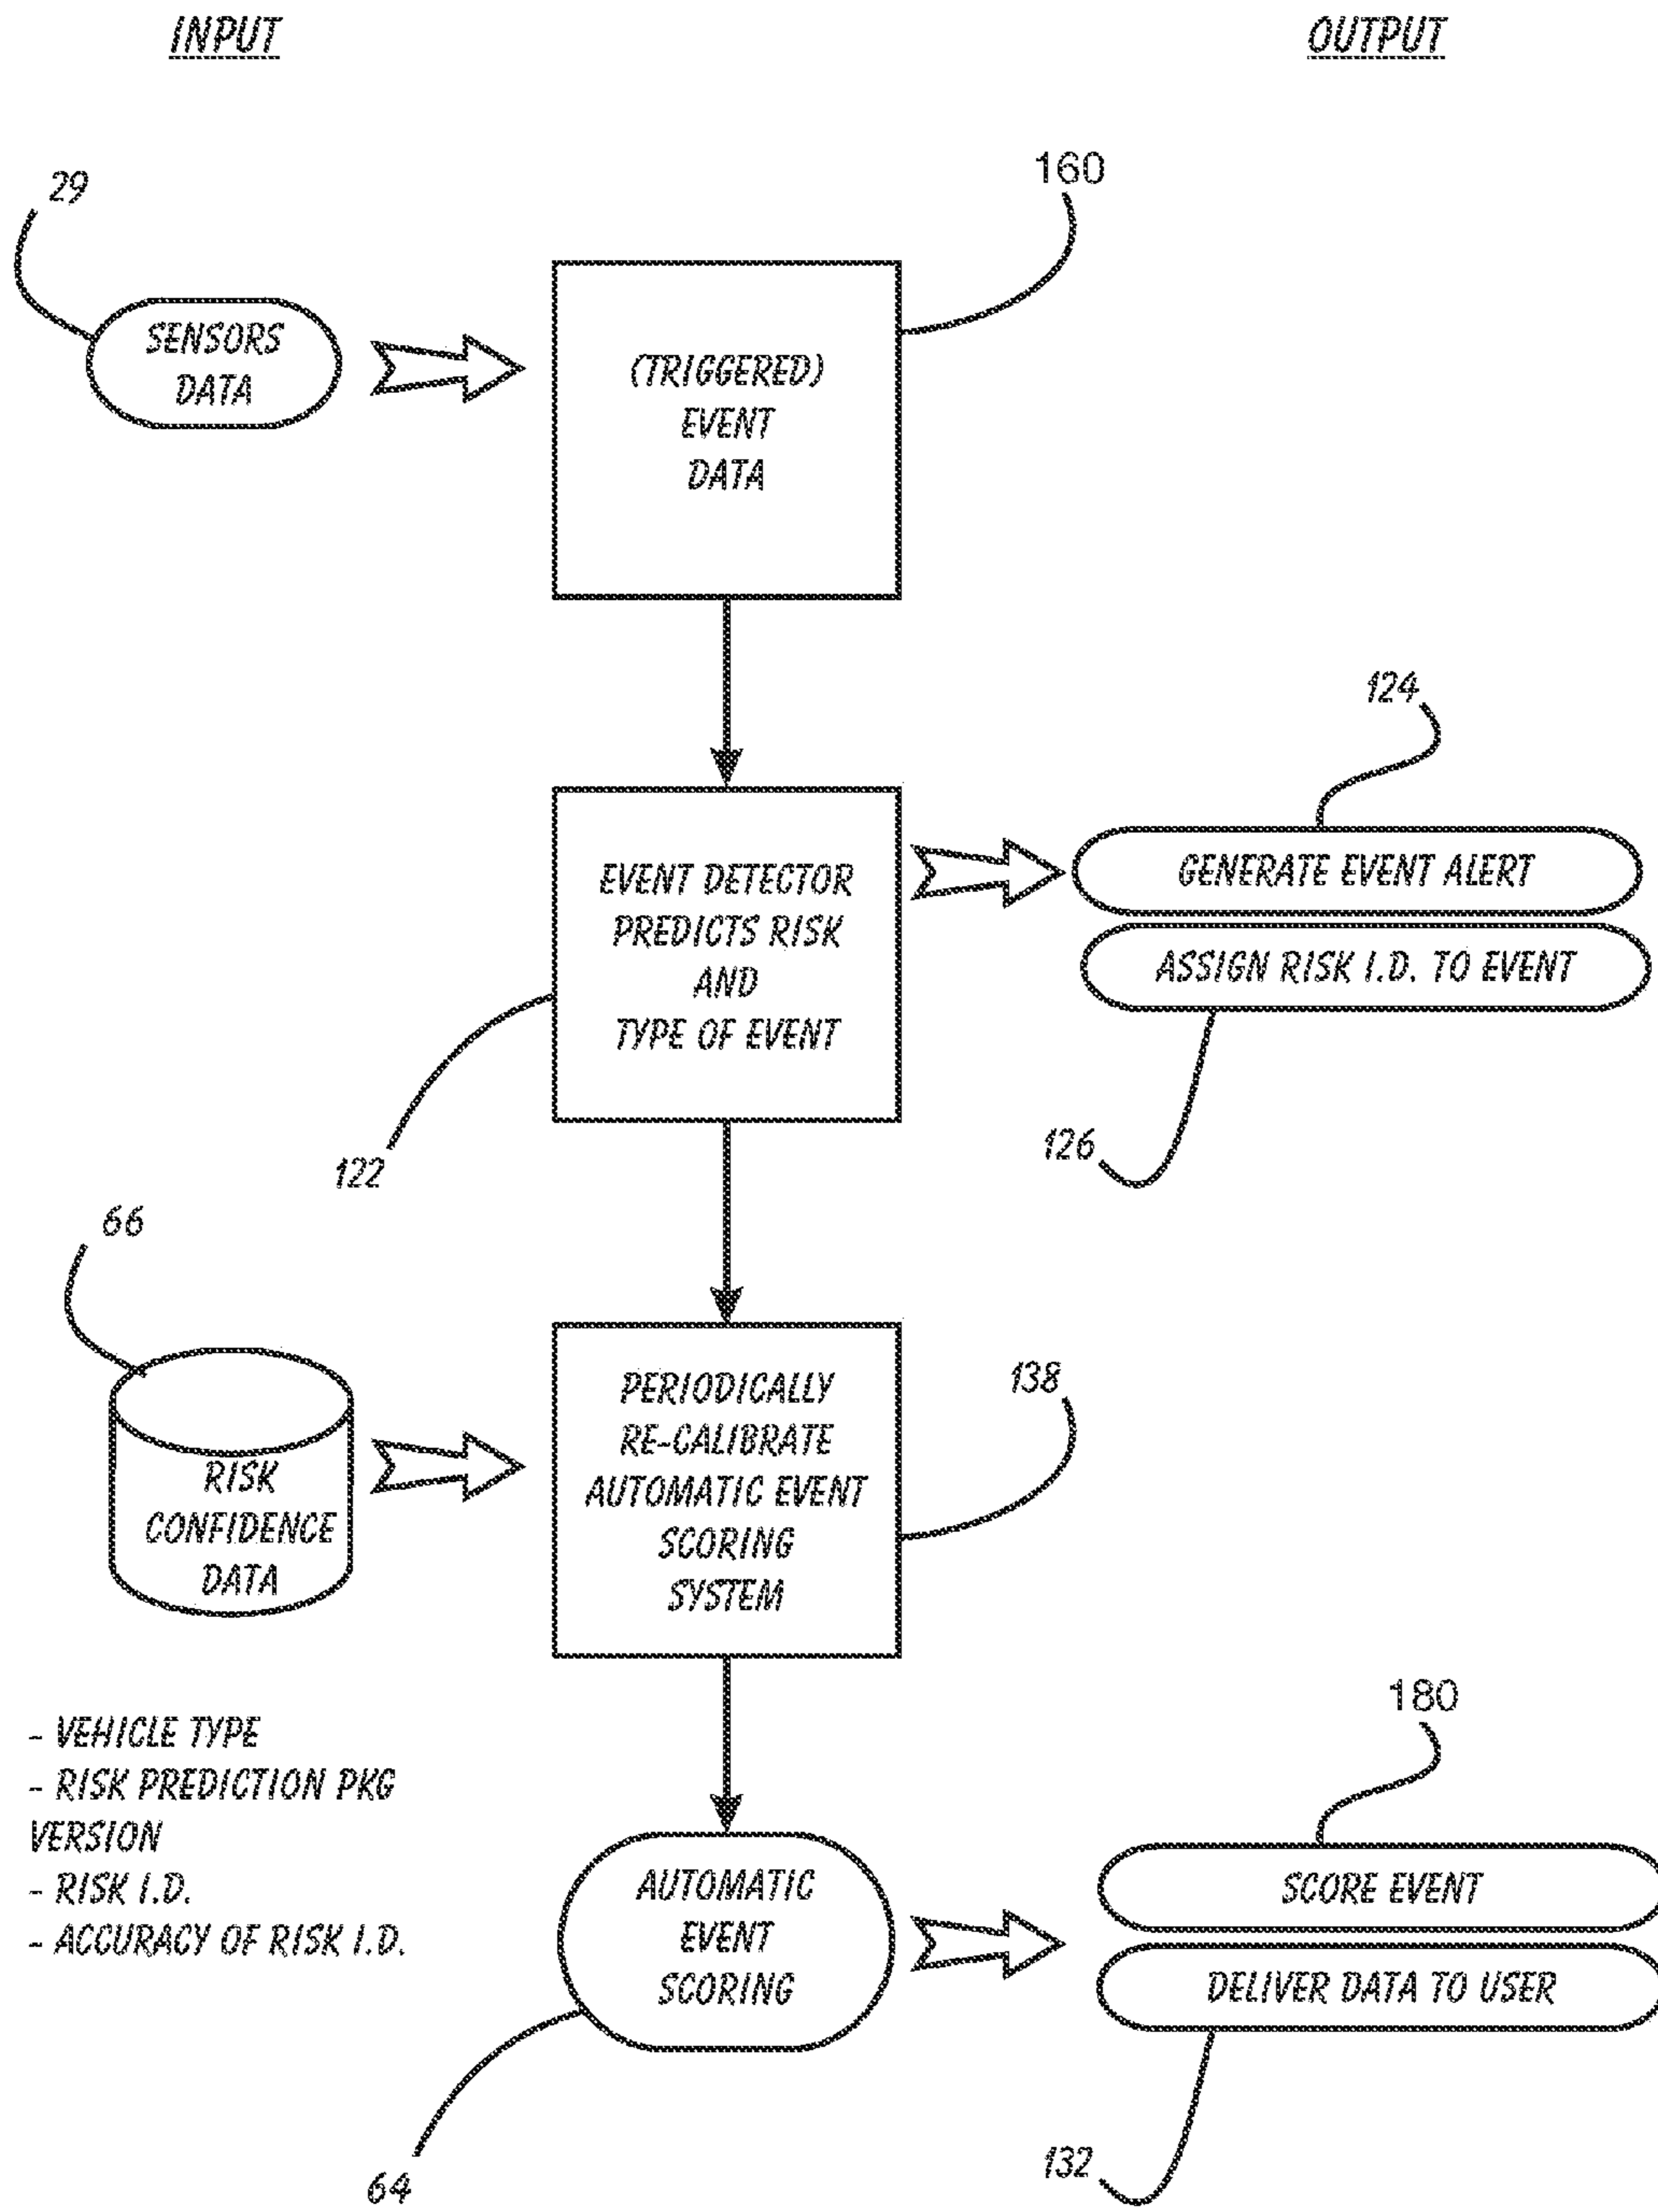 INPUT
OUTPUT
29
160
SENSORS
DATA
(TRIGGERED)
EVENT
DATA
124
EVENT DETECTOR
PREDICTS RISK
AND
TYPE OF EVENT
GENERATE EVENT ALERT
ASSIGN RISK I.D. TO EVENT
122
126
66
138
RISK
CONFIDENCE
DATA
PERIODICALLY
RE-CALIBRATE
AUTOMATIC EVENT
SCORING
SYSTEM
- VEHICLE TYPE
- RISK PREDICTION PKG
VERSION
- RISK I.D.
- ACCURACY OF RISK I.D.
180
AUTOMATIC
EVENT
SCORING
SCORE EVENT
DELIVER DATA TO USER
64
132